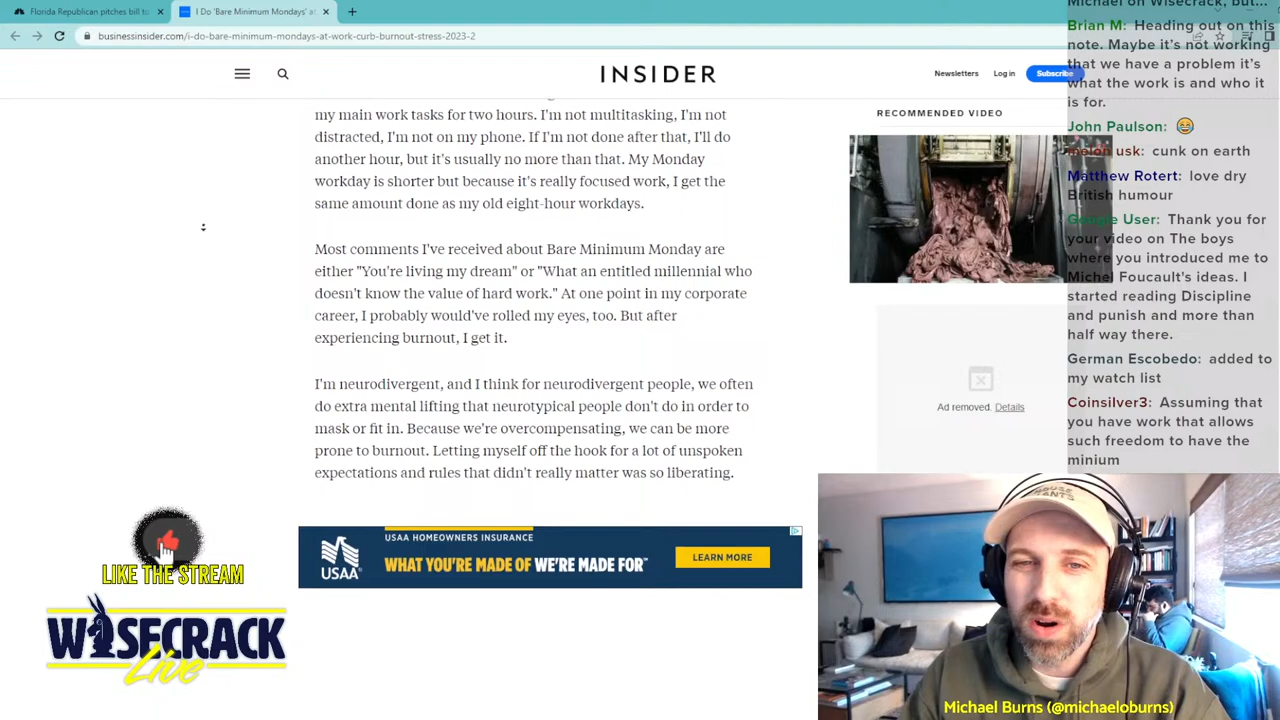 Florida Republican pitches bill to
I Do 'Bare Minimum Mondays' a
businessinsider.com/i-do-bare-minimum-mondays-at-work-curb-burnout-stress-2023-2
INSIDER
Newsletters
Log in
Subscribe
my main work tasks for two hours. I'm not multitasking, I'm not
distracted, I'm not on my phone. If I'm not done after that, I'll do
another hour, but it's usually no more than that. My Monday
workday is shorter but because it's really focused work, I get the
same amount done as my old eight-hour workdays.
Most comments I've received about Bare Minimum Monday are
either "You're living my dream" or "What an entitled millennial who
doesn't know the value of hard work." At one point in my corporate
career, I probably would've rolled my eyes, too. But after
experiencing burnout, I get it.
I'm neurodivergent, and I think for neurodivergent people, we often
do extra mental lifting that neurotypical people don't do in order to
mask or fit in. Because we're overcompensating, we can be more
prone to burnout. Letting myself off the hook for a lot of unspoken
expectations and rules that didn't really matter was so liberating.
RECOMMENDED VIDEO
Ad removed. Details
USAA HOMEOWNERS INSURANCE
USAA
WHAT YOU'RE MADE OF WE'RE MADE FOR™
LEARN MORE
LIKE THE STREAM
WISECRACK
Live
Michael on Wisecrack, but...
Brian M: Heading out on this
note. Maybe it's not working
that we have a problem it's
what the work is and who it
is for.
John Paulson: 😄
melon usk: cunk on earth
Matthew Rotert: love dry
British humour
Google User: Thank you for
your video on The boys
where you introduced me to
Michel Foucault's ideas. I
started reading Discipline
and punish and more than
half way there.
German Escobedo: added to
my watch list
Coinsilver3: Assuming that
you have work that allows
such freedom to have the
minium
Michael Burns (@michaeloburns)